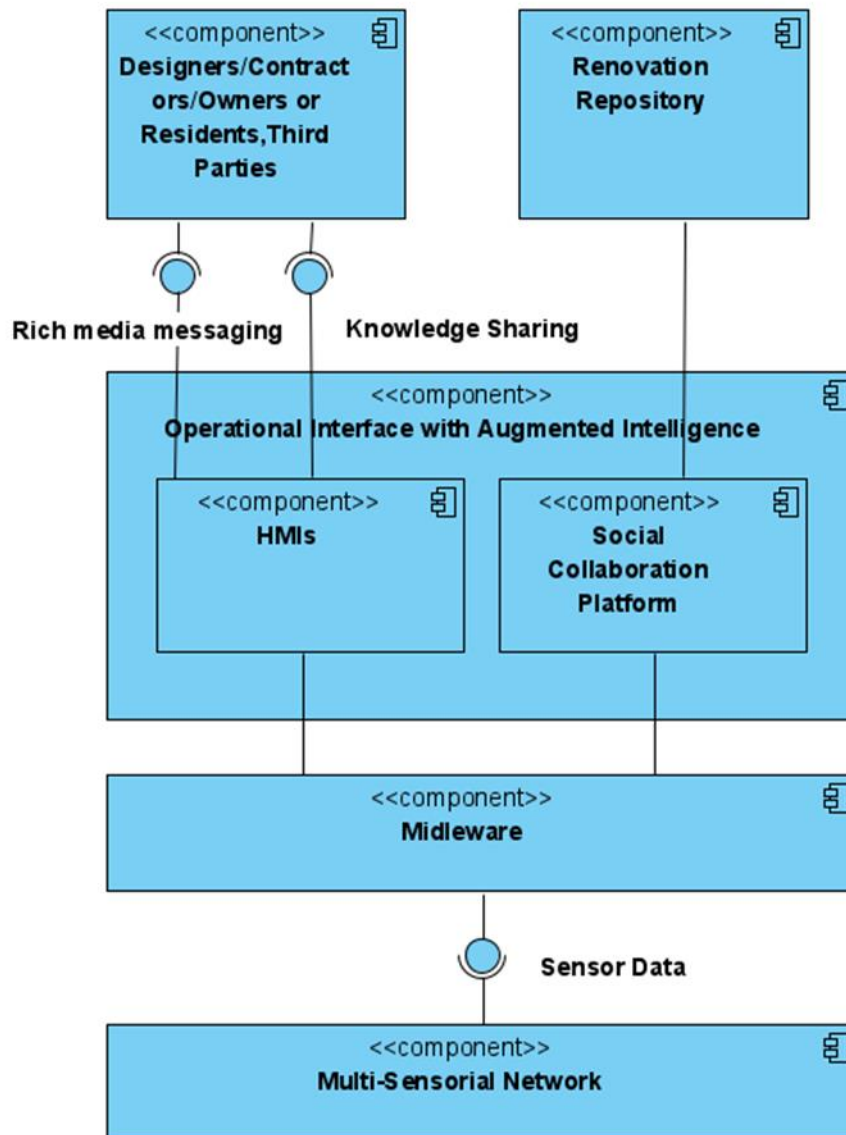 <<component>>
Designers/Contract
ors/Owners or
Residents,Third
Parties
<<component>>
Renovation
Repository
Rich media messaging
Knowledge Sharing
<<component>>
Operational Interface with Augmented Intelligence
<<component>>
HMIs
<<component>>
Social
Collaboration
Platform
<<component>>
Midleware
Sensor Data
<<component>>
Multi-Sensorial Network